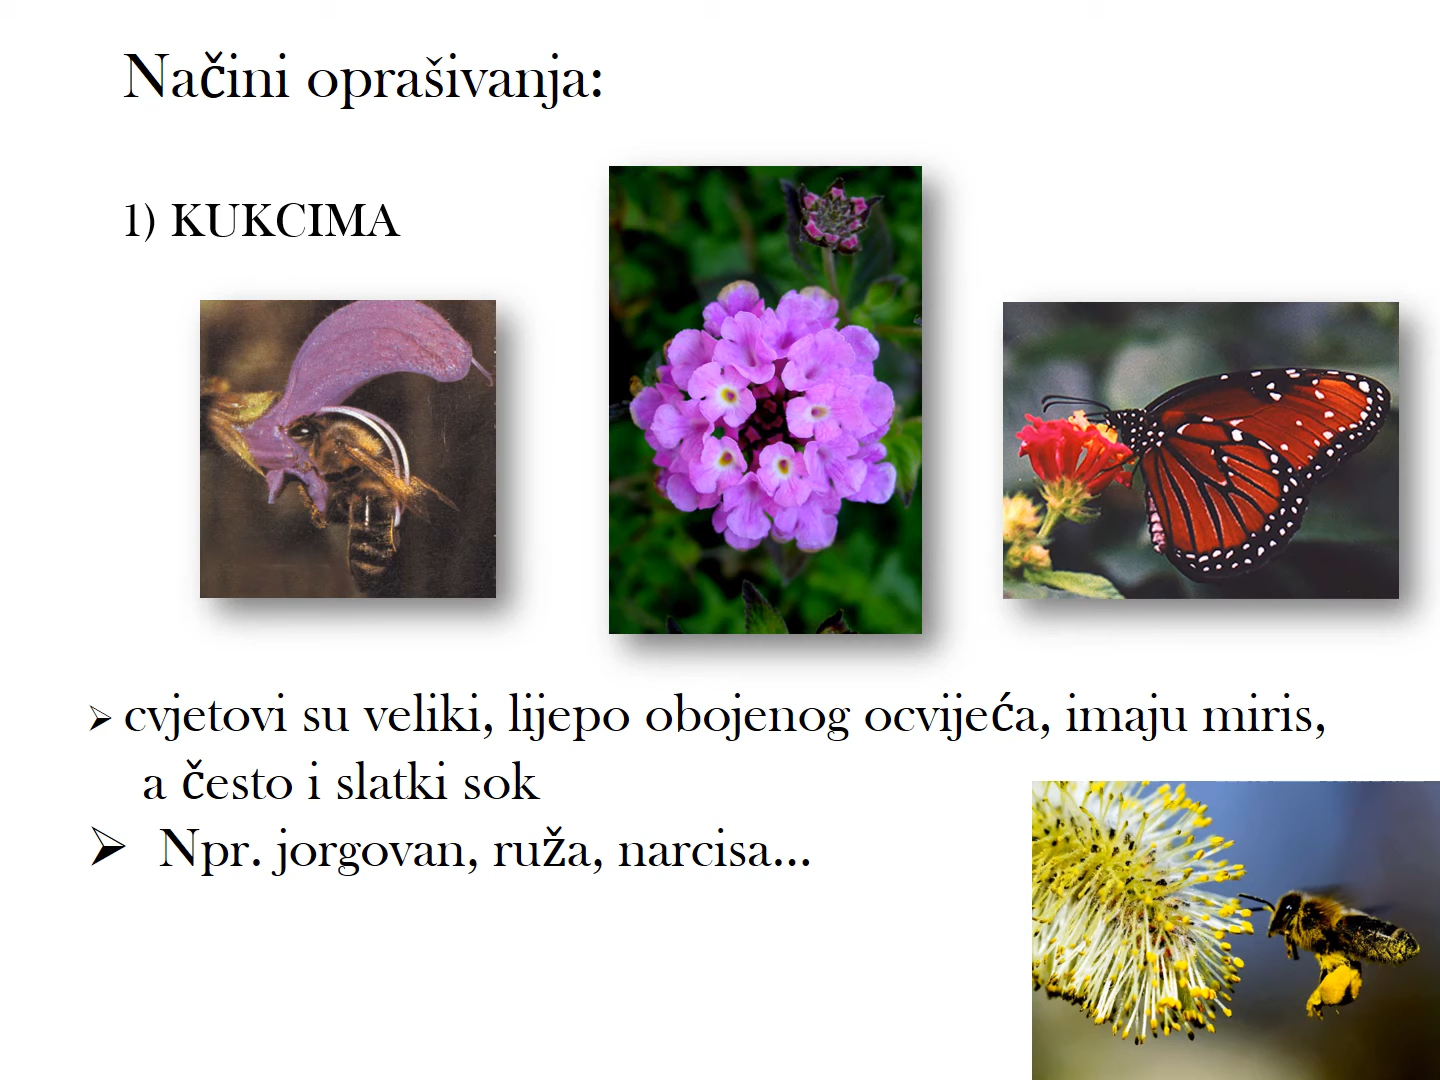 Načini oprašivanja:
1) KUKCIMA
➢ cvjetovi su veliki, lijepo obojenog ocvijeća, imaju miris,
a često i slatki sok
➢ Npr. jorgovan, ruža, narcisa...